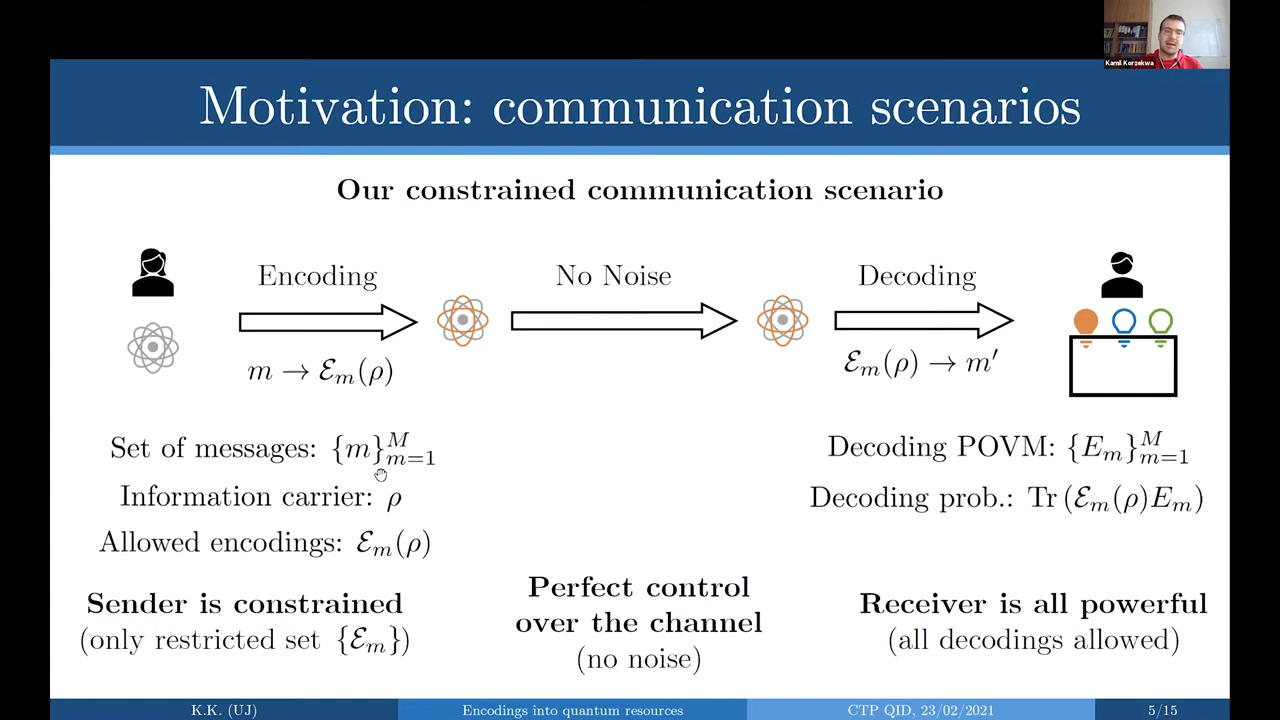 Kamil Korzekwa
Motivation: communication scenarios
Our constrained communication scenario
Encoding
No Noise
Decoding
m → ℰ_m(ρ)
ℰ_m(ρ) → m′
Set of messages: {m}_{m=1}^M
Information carrier: ρ
Allowed encodings: ℰ_m(ρ)
Decoding POVM: {E_m}_{m=1}^M
Decoding prob.: Tr (ℰ_m(ρ)E_m)
Sender is constrained
(only restricted set {ℰ_m})
Perfect control
over the channel
(no noise)
Receiver is all powerful
(all decodings allowed)
K.K. (UJ)
Encodings into quantum resources
CTP QID, 23/02/2021
5/15